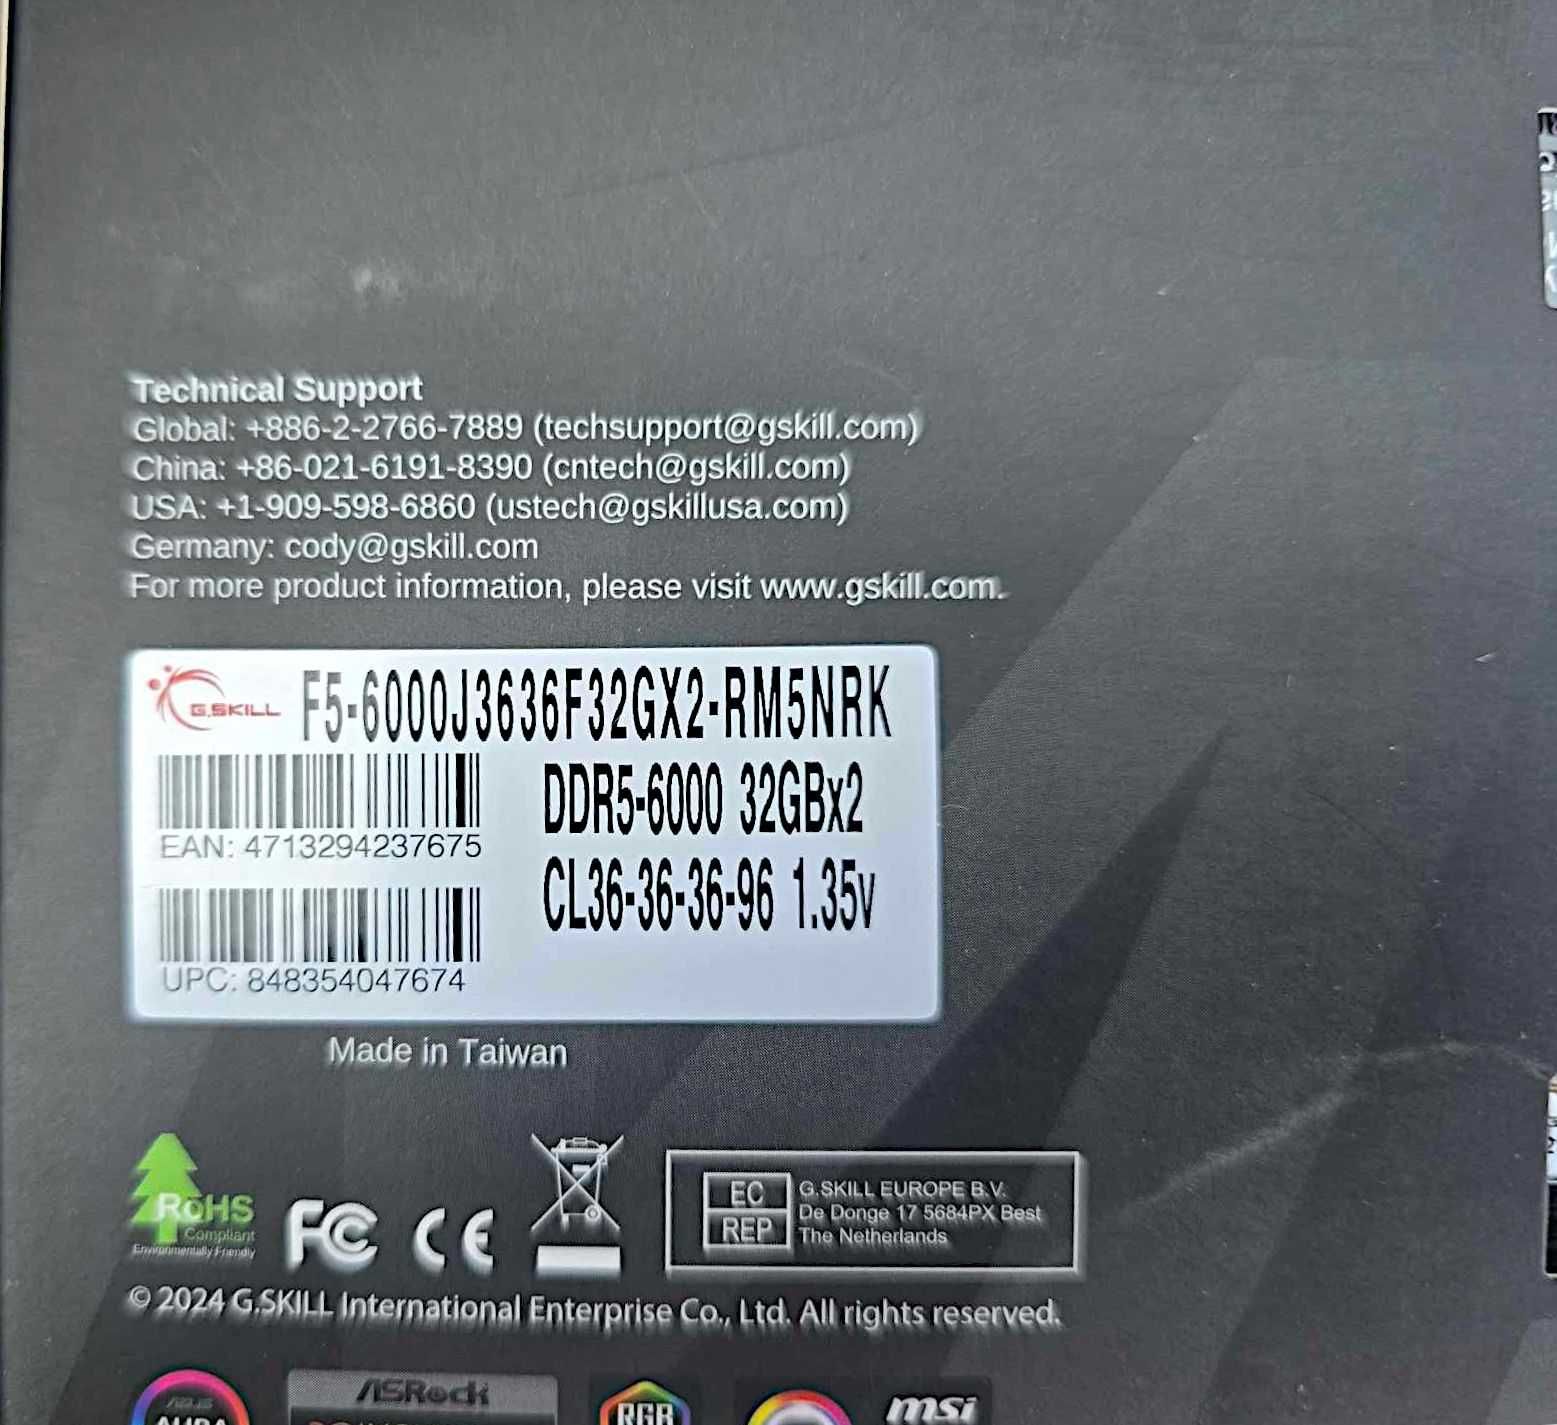 Technical Support
Global: +886-2-2766-7889 (techsupport@gskill.com)
China: +86-021-6191-8390 (cntech@gskill.com)
USA: +1-909-598-6860 (ustech@gskillusa.com)
Germany: cody@gskill.com
For more product information, please visit www.gskill.com.
G.SKILL F5-6000J3636F32GX2-RM5NRK
DDR5-6000 32GBx2
EAN: 4713294237675
CL36-36-36-96 1.35v
UPC: 848354047674
Made in Taiwan
RoHS
Compliant
Environmentally Friendly
FC CE
EC REP
G.SKILL EUROPE B.V.
De Donge 17 5684PX Best
The Netherlands
© 2024 G.SKILL International Enterprise Co., Ltd. All rights reserved.
ASUS
AURA
ASRock
RGB
msi